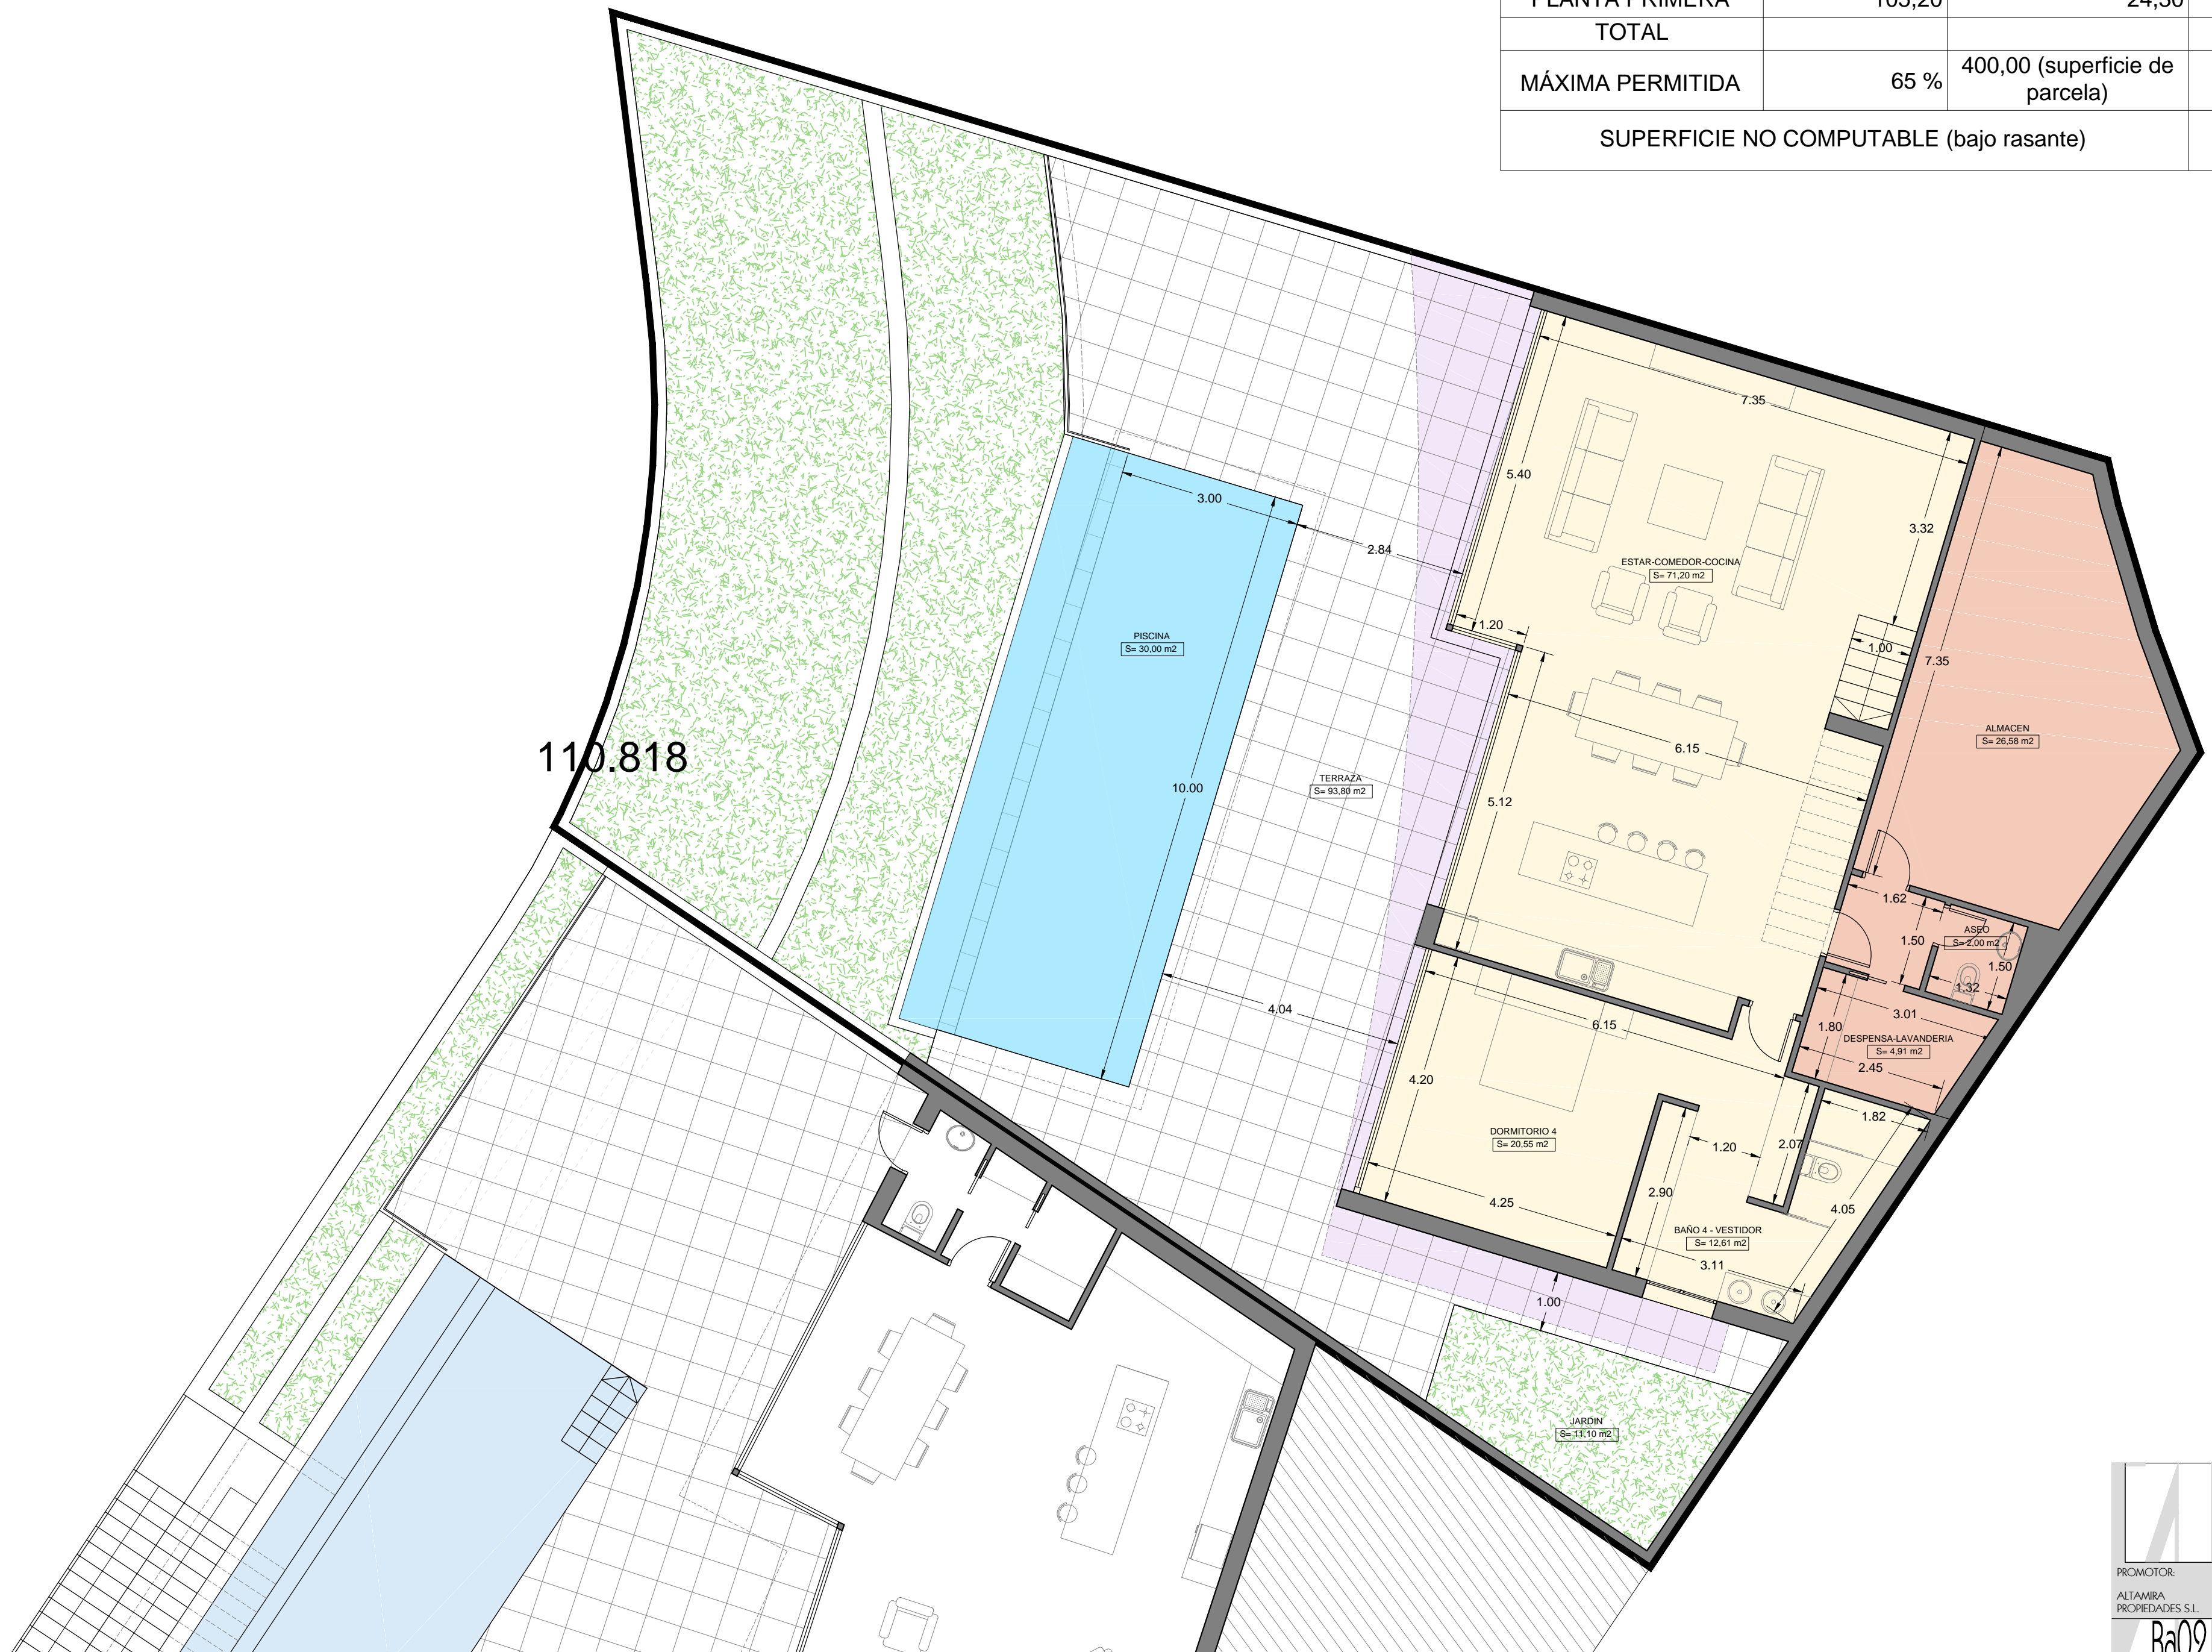 PLANTA PRIMERA 105,20 24,30
TOTAL
MÁXIMA PERMITIDA 65 % 400,00 (superficie de
parcela)
SUPERFICIE NO COMPUTABLE (bajo rasante)
7.35
5.40
3.00
3.32
2.84
ESTAR-COMEDOR-COCINA
S= 71,20 m2
1.20
PISCINA
S= 30,00 m2
1.00
7.35
ALMACEN
S= 26,58 m2
6.15
110.818
TERRAZA
S= 93,80 m2
10.00
5.12
1.62
ASEO
S= 2,00 m2
1.50
1.50
1.32
4.04
3.01
6.15
1.80
DESPENSA-LAVANDERIA
S= 4,91 m2
2.45
4.20
1.82
DORMITORIO 4
S= 20,55 m2
1.20
2.07
2.90
4.25
4.05
BAÑO 4 - VESTIDOR
S= 12,61 m2
3.11
1.00
JARDIN
S= 11,10 m2
PROMOTOR:
ALTAMIRA
PROPIEDADES S.L.